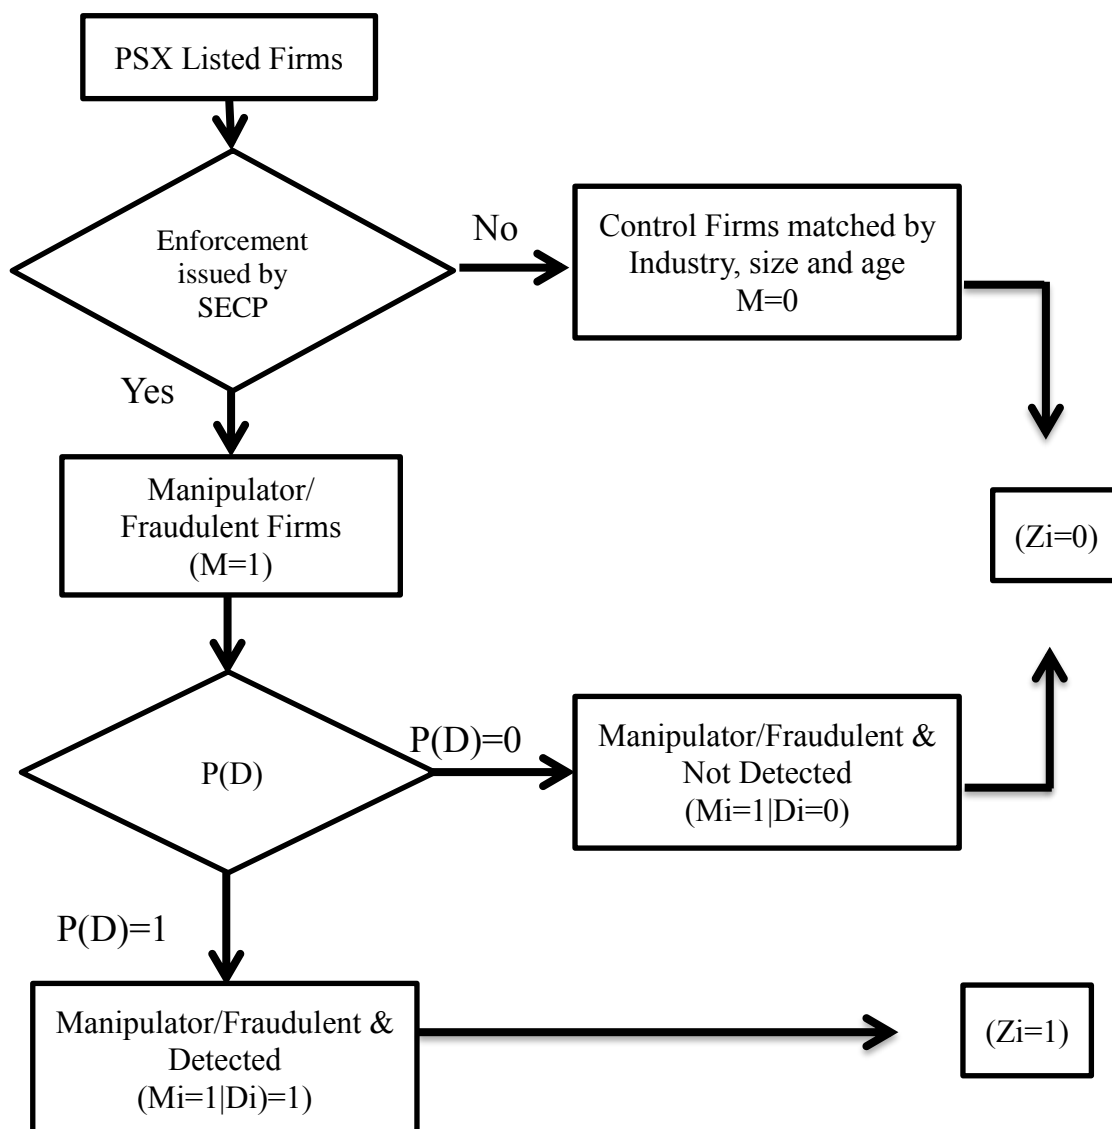 PSX Listed Firms
Enforcement
issued by
SECP
No
Control Firms matched by
Industry, size and age
M=0
Yes
Manipulator/
Fraudulent Firms
(M=1)
(Zi=0)
P(D)
P(D)=0
Manipulator/Fraudulent &
Not Detected
(Mi=1|Di=0)
P(D)=1
Manipulator/Fraudulent &
Detected
(Mi=1|Di)=1)
(Zi=1)